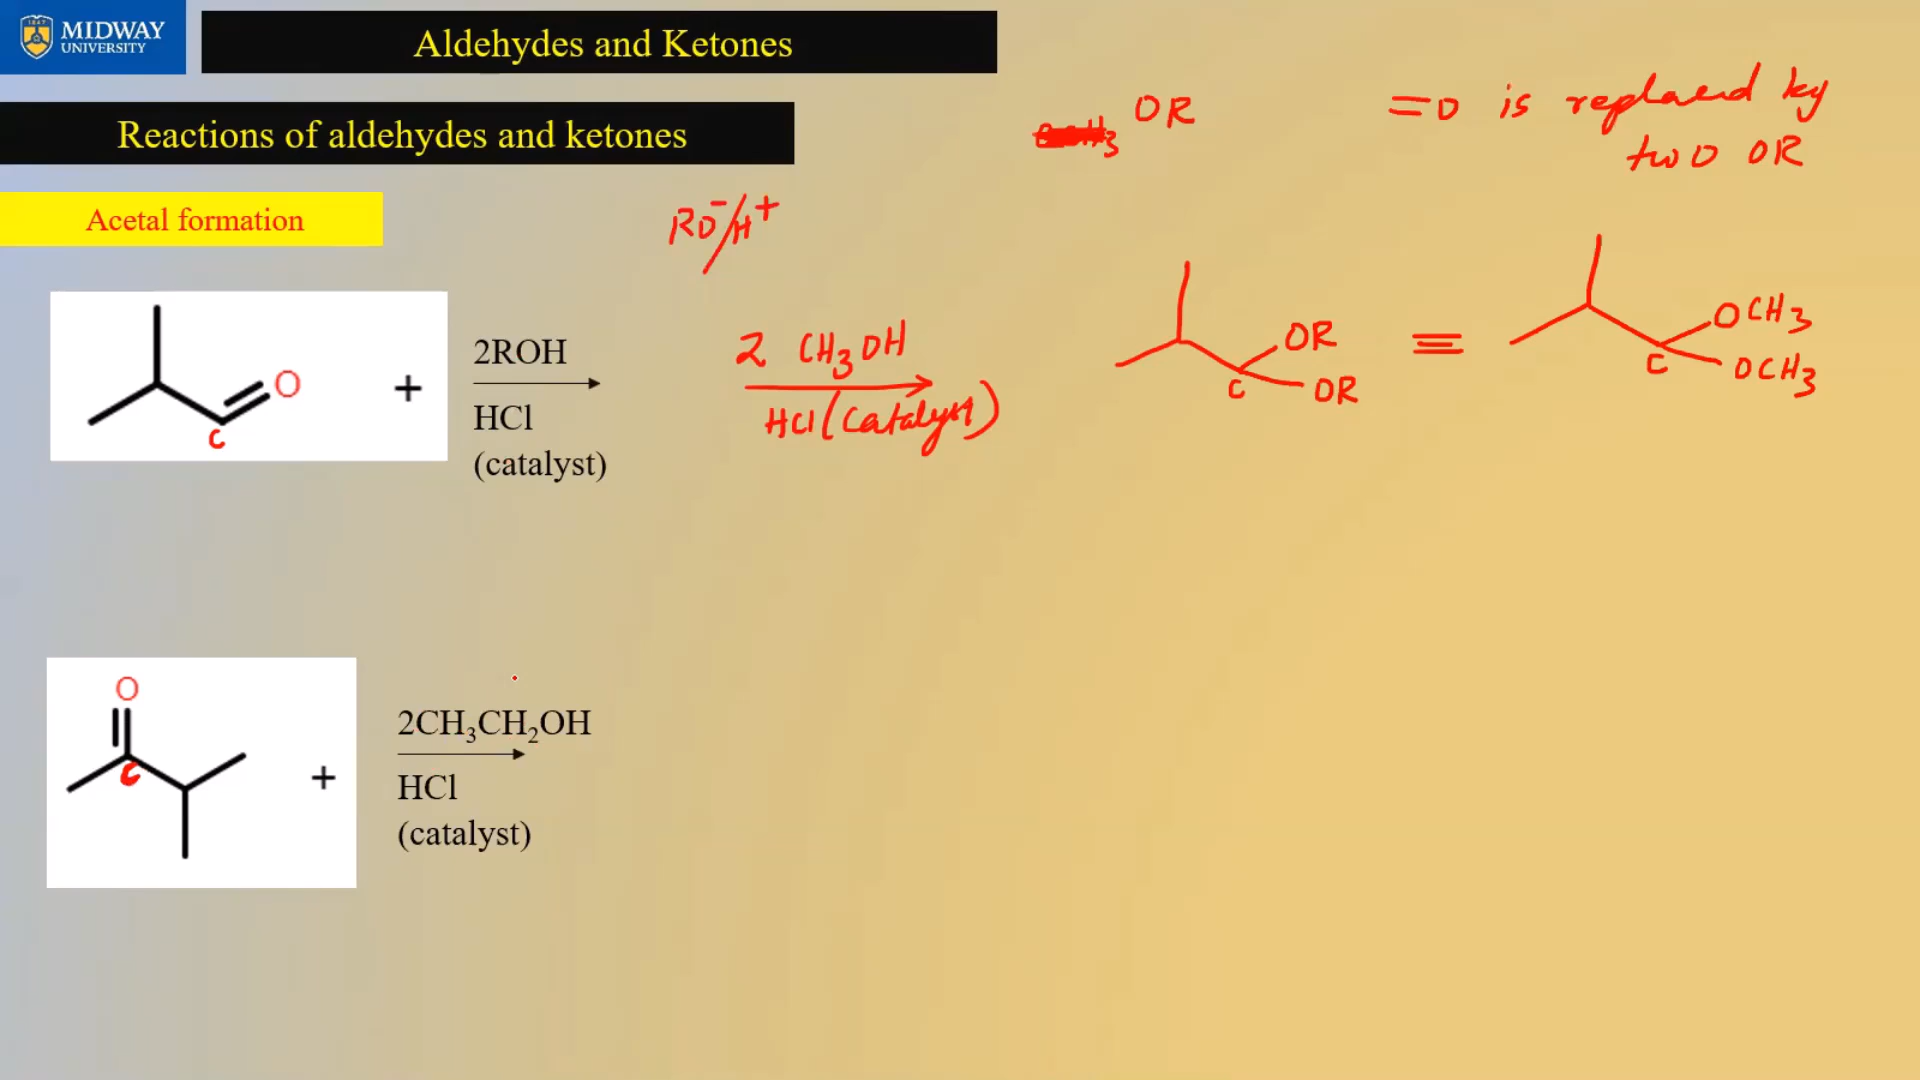 1847
MIDWAY
UNIVERSITY
Aldehydes and Ketones
Reactions of aldehydes and ketones
OR
=O is replaced by
two OR
Acetal formation
RO⁻/H⁺
O
C
+
2ROH
HCl
(catalyst)
2 CH₃OH
HCl (Catalyst)
OR
OR
C
≡
OCH₃
OCH₃
C
O
C
+
2CH₃CH₂OH
HCl
(catalyst)